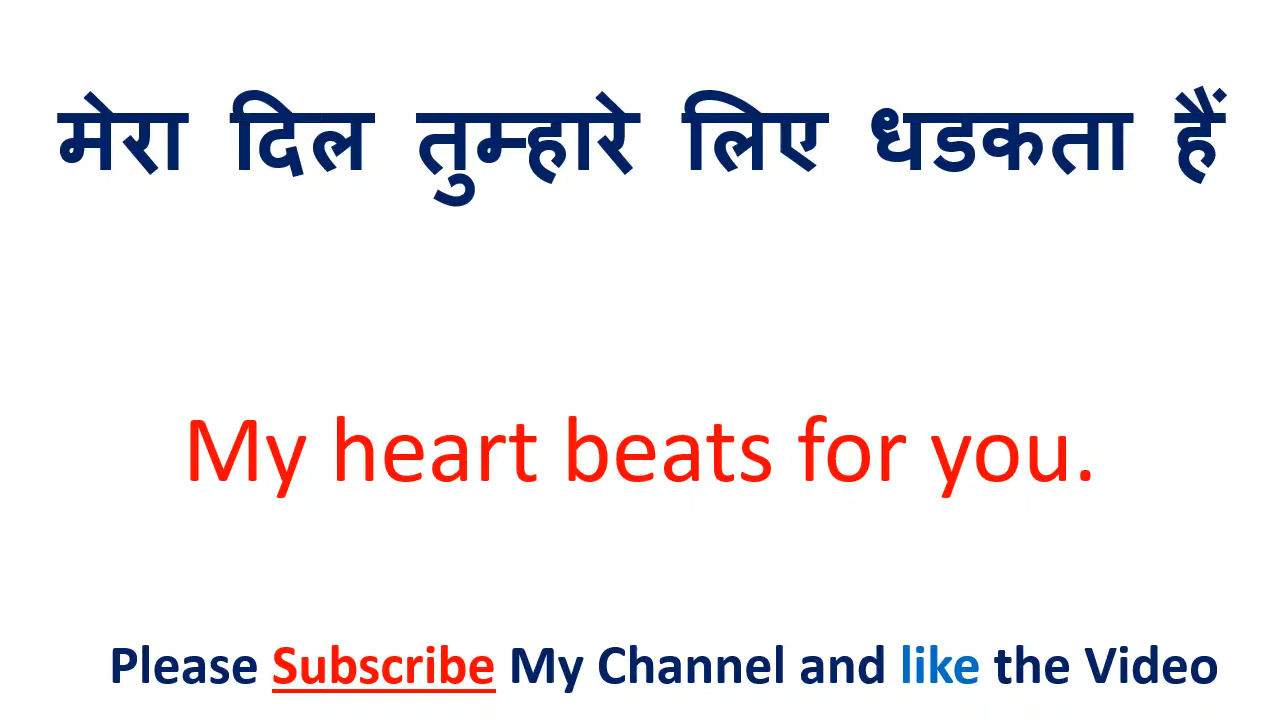 मेरा दिल तुम्हारे लिए धडकता हैं
My heart beats for you.
Please Subscribe My Channel and like the Video